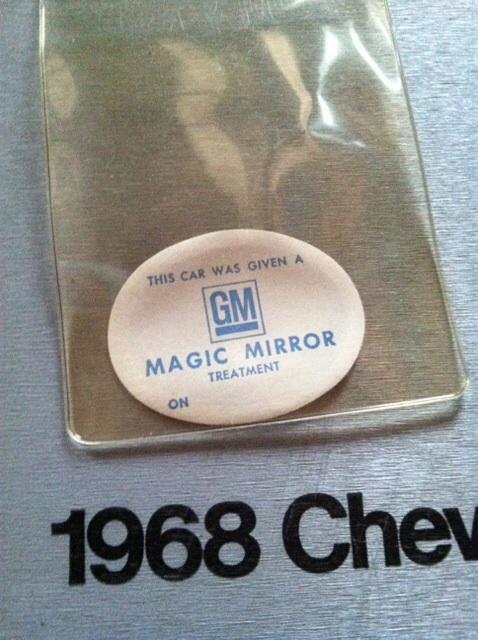 THIS CAR WAS GIVEN A
GM
MAGIC MIRROR
TREATMENT
ON
1968 Chev